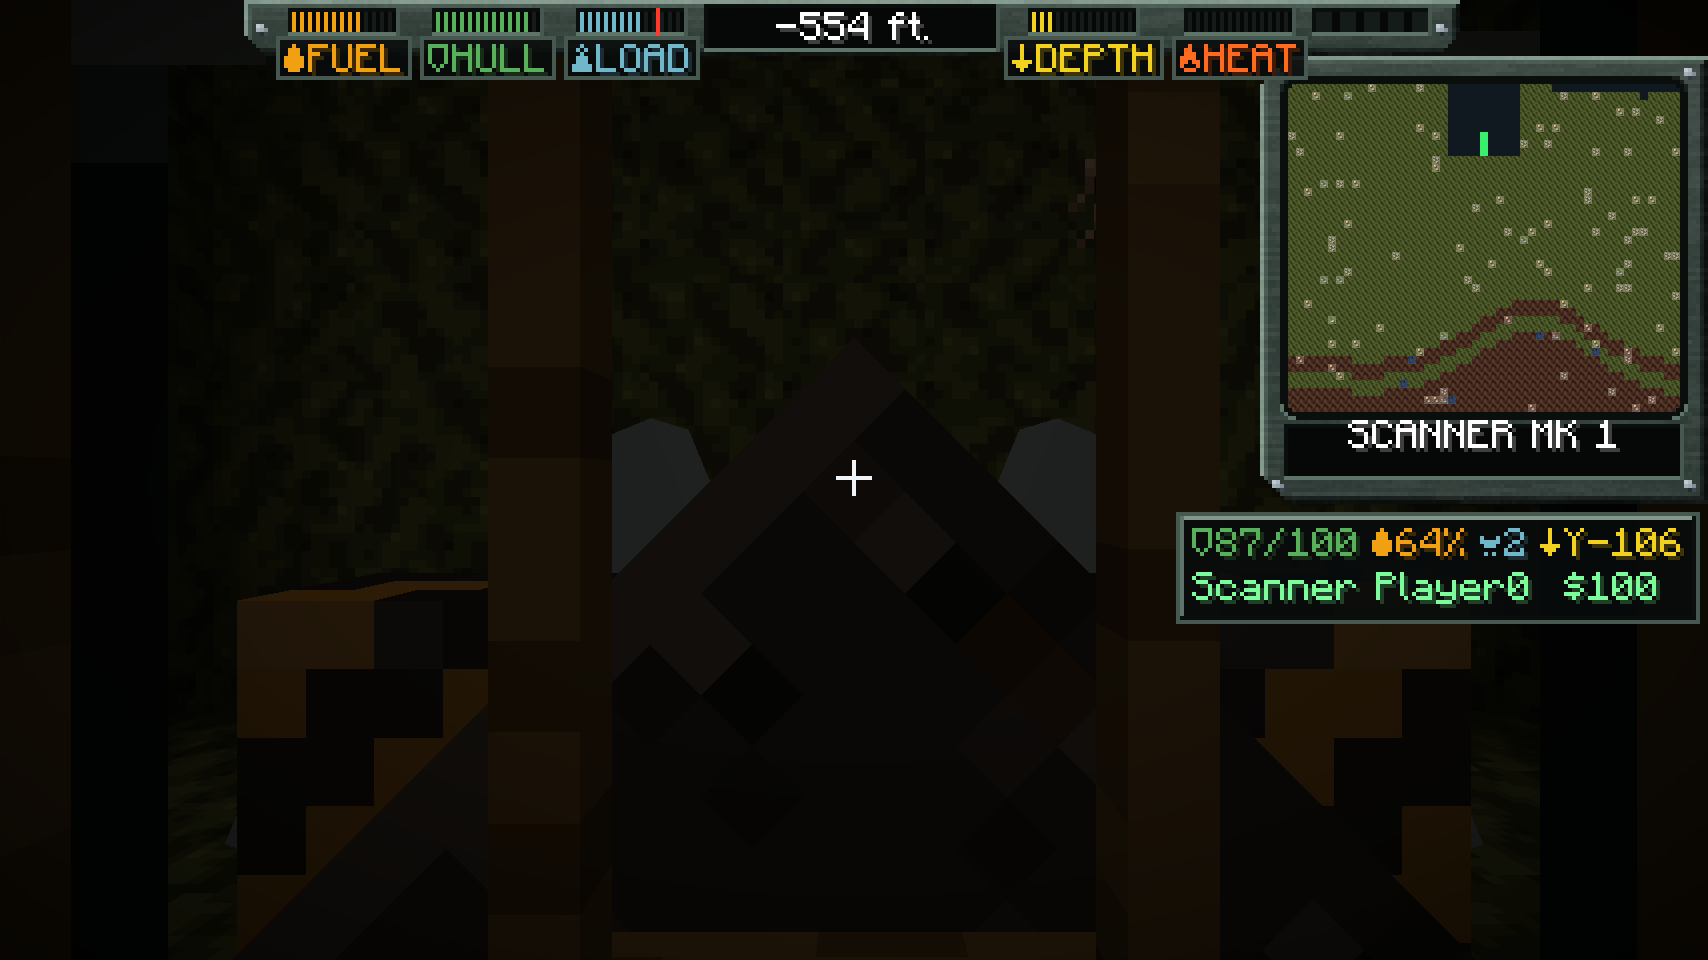 -554 ft.
FUEL HULL LOAD DEPTH HEAT
SCANNER MK 1
87/100 64% 2 Y-106
Scanner Player0 $100